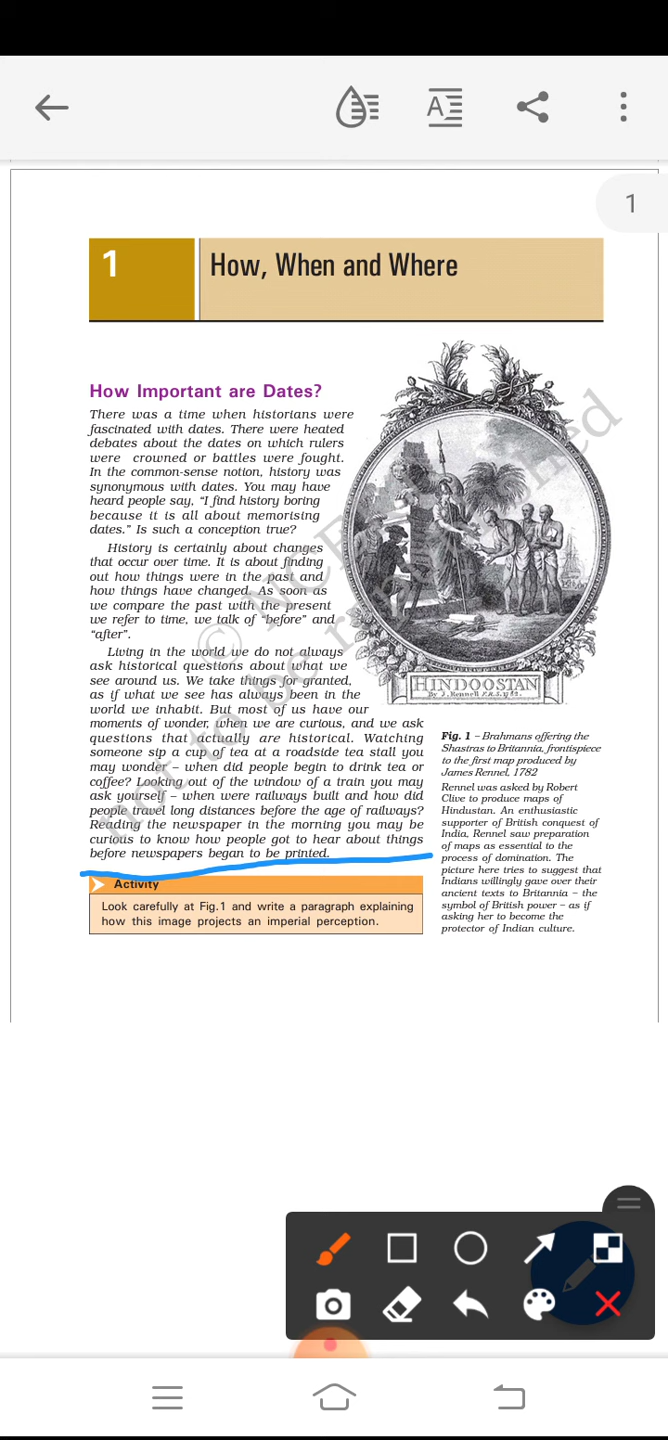 1
1
How, When and Where
How Important are Dates?
There was a time when historians were
fascinated with dates. There were heated
debates about the dates on which rulers
were crowned or battles were fought.
In the common-sense notion, history was
synonymous with dates. You may have
heard people say, “I find history boring
because it is all about memorising
dates.” Is such a conception true?
History is certainly about changes
that occur over time. It is about finding
out how things were in the past and
how things have changed. As soon as
we compare the past with the present
we refer to time, we talk of “before” and
“after”.
Living in the world we do not always
ask historical questions about what we
see around us. We take things for granted,
as if what we see has always been in the
world we inhabit. But most of us have our
moments of wonder, when we are curious, and we ask
questions that actually are historical. Watching
someone sip a cup of tea at a roadside tea stall you
may wonder – when did people begin to drink tea or
coffee? Looking out of the window of a train you may
ask yourself – when were railways built and how did
people travel long distances before the age of railways?
Reading the newspaper in the morning you may be
curious to know how people got to hear about things
before newspapers began to be printed.
Activity
Look carefully at Fig.1 and write a paragraph explaining
how this image projects an imperial perception.
HINDOOSTAN
By J. Rennell F.R.S. 1782.
Fig. 1 – Brahmans offering the
Shastras to Britannia, frontispiece
to the first map produced by
James Rennel, 1782
Rennel was asked by Robert
Clive to produce maps of
Hindustan. An enthusiastic
supporter of British conquest of
India, Rennel saw preparation
of maps as essential to the
process of domination. The
picture here tries to suggest that
Indians willingly gave over their
ancient texts to Britannia – the
symbol of British power – as if
asking her to become the
protector of Indian culture.
not to be